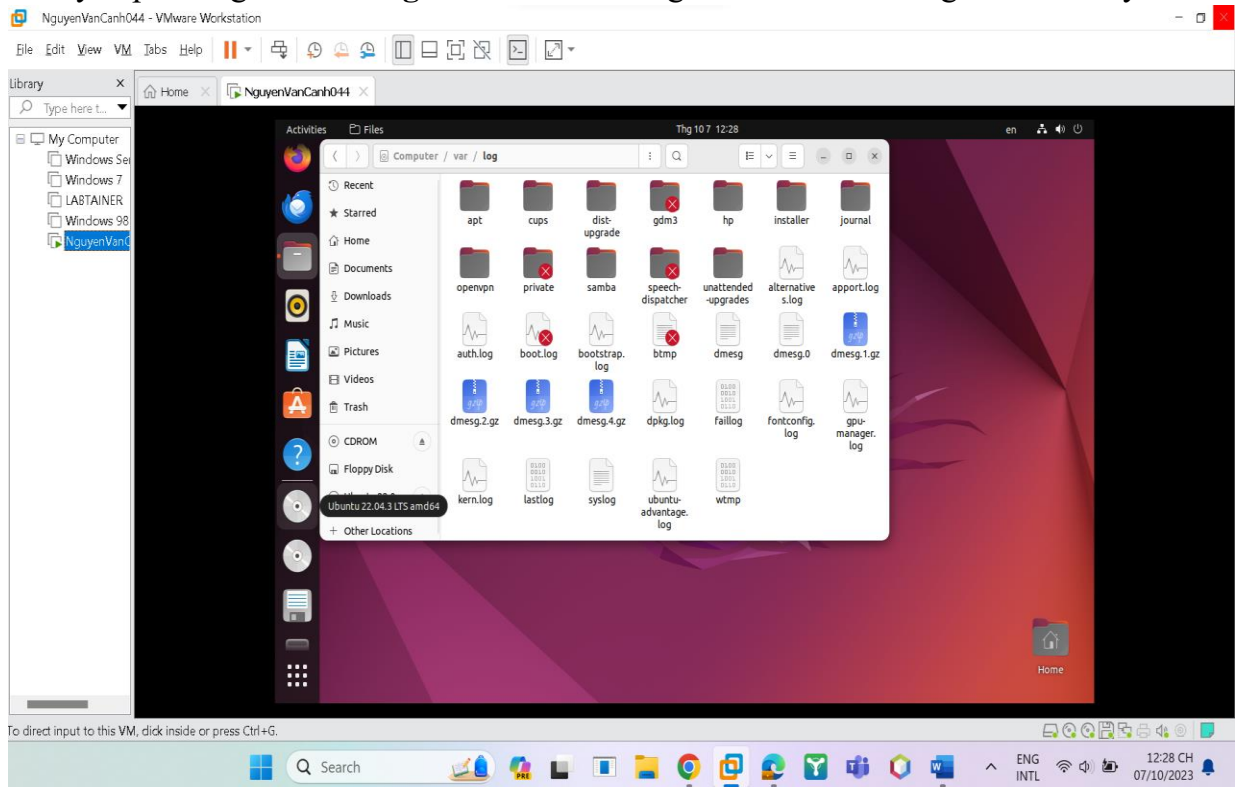 NguyenVanCanh044 - VMware Workstation
File Edit View VM Tabs Help
Library
Home
NguyenVanCanh044
Type here t...
My Computer
Windows Ser
Windows 7
LABTAINER
Windows 98
NguyenVanC
Activities Files Thg 10 7 12:28 en
Computer / var / log
Recent
Starred
Home
Documents
Downloads
Music
Pictures
Videos
Trash
CDROM
Floppy Disk
Ubuntu 22.04.3 LTS amd64
+ Other Locations
apt cups dist-upgrade gdm3 hp installer journal
openvpn private samba speech-dispatcher unattended-upgrades alternatives.log apport.log
auth.log boot.log bootstrap.log btmp dmesg dmesg.0 dmesg.1.gz
dmesg.2.gz dmesg.3.gz dmesg.4.gz dpkg.log faillog fontconfig.log gpu-manager.log
kern.log lastlog syslog ubuntu-advantage.log wtmp
Home
To direct input to this VM, click inside or press Ctrl+G.
Search
PRE
ENG
INTL
12:28 CH
07/10/2023